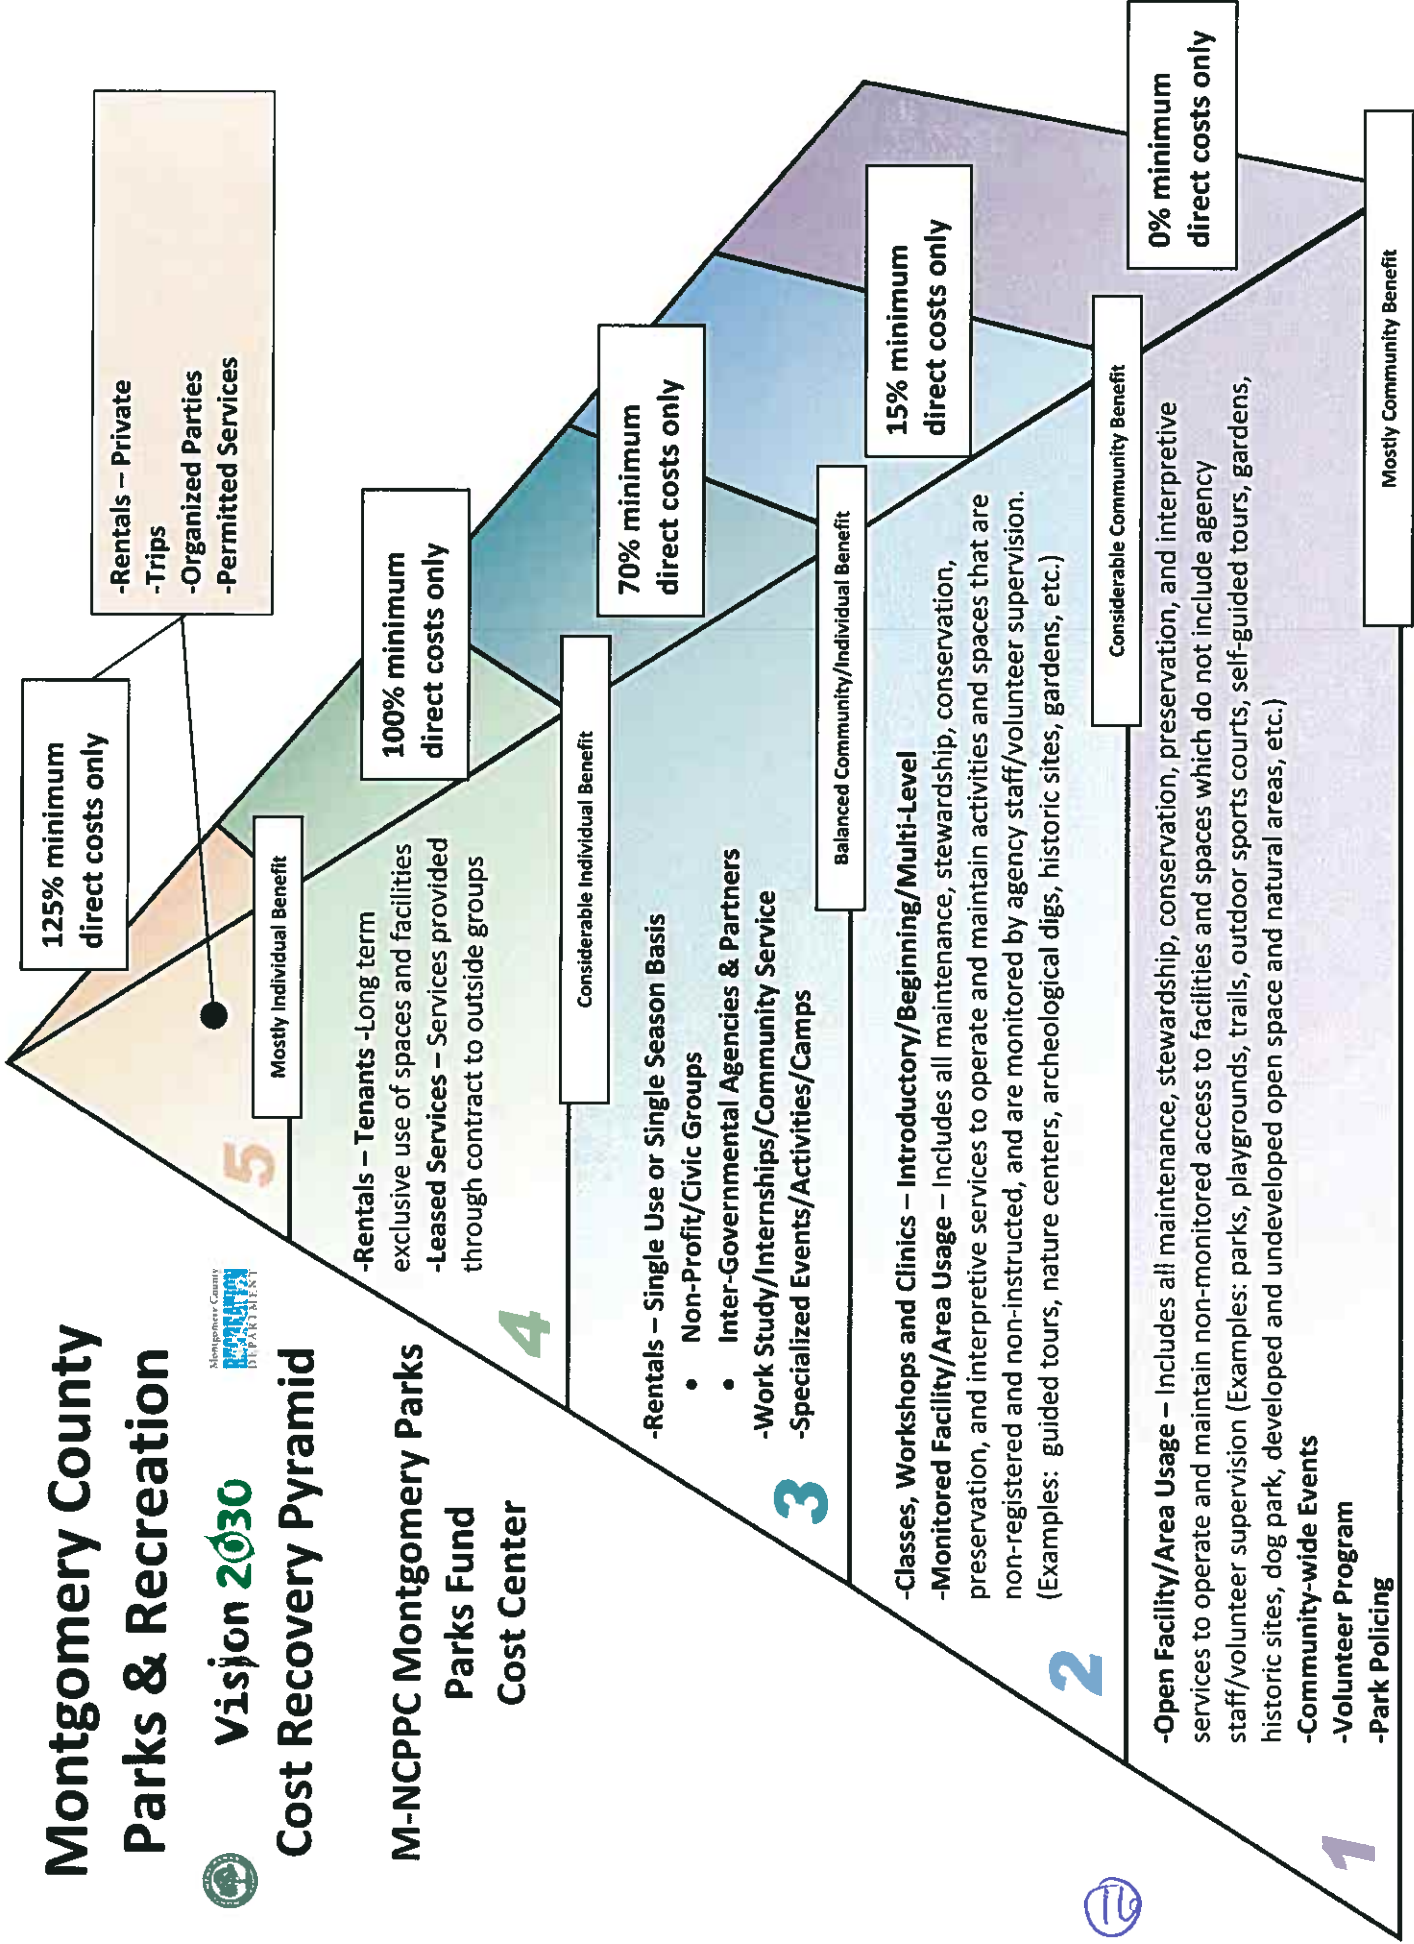 Montgomery County
Parks & Recreation
Vision 2030
Montgomery County
RECREATION
DEPARTMENT
Cost Recovery Pyramid
M-NCPPC Montgomery Parks
Parks Fund
Cost Center
125% minimum
direct costs only
-Rentals – Private
-Trips
-Organized Parties
-Permitted Services
5
Mostly Individual Benefit
100% minimum
direct costs only
-Rentals – Tenants -Long term
exclusive use of spaces and facilities
-Leased Services – Services provided
through contract to outside groups
4
Considerable Individual Benefit
70% minimum
direct costs only
-Rentals – Single Use or Single Season Basis
• Non-Profit/Civic Groups
• Inter-Governmental Agencies & Partners
-Work Study/Internships/Community Service
-Specialized Events/Activities/Camps
3
Balanced Community/Individual Benefit
15% minimum
direct costs only
-Classes, Workshops and Clinics – Introductory/Beginning/Multi-Level
-Monitored Facility/Area Usage – Includes all maintenance, stewardship, conservation,
preservation, and interpretive services to operate and maintain activities and spaces that are
non-registered and non-instructed, and are monitored by agency staff/volunteer supervision.
(Examples: guided tours, nature centers, archeological digs, historic sites, gardens, etc.)
2
Considerable Community Benefit
0% minimum
direct costs only
-Open Facility/Area Usage – Includes all maintenance, stewardship, conservation, preservation, and interpretive
services to operate and maintain non-monitored access to facilities and spaces which do not include agency
staff/volunteer supervision (Examples: parks, playgrounds, trails, outdoor sports courts, self-guided tours, gardens,
historic sites, dog park, developed and undeveloped open space and natural areas, etc.)
-Community-wide Events
-Volunteer Program
-Park Policing
1
Mostly Community Benefit